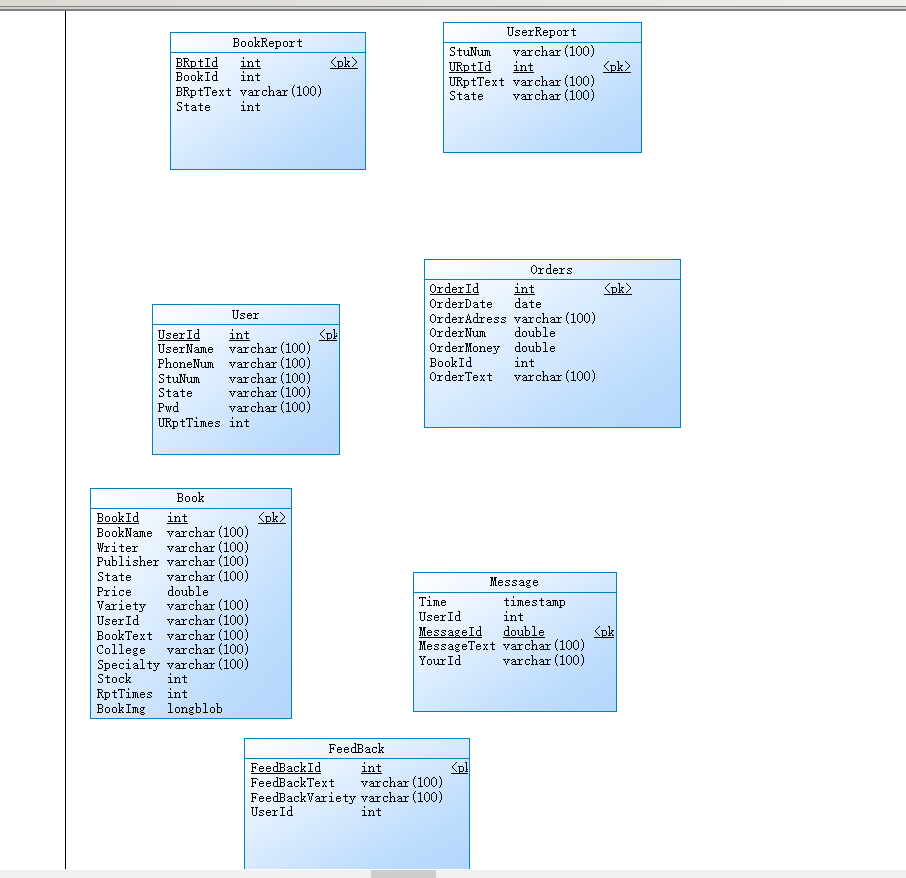 BookReport
BRptId int <pk>
BookId int
BRptText varchar(100)
State int
UserReport
StuNum varchar(100)
URptId int <pk>
URptText varchar(100)
State varchar(100)
Orders
OrderId int <pk>
OrderDate date
OrderAdress varchar(100)
OrderNum double
OrderMoney double
BookId int
OrderText varchar(100)
User
UserId int <pk
UserName varchar(100)
PhoneNum varchar(100)
StuNum varchar(100)
State varchar(100)
Pwd varchar(100)
URptTimes int
Book
BookId int <pk>
BookName varchar(100)
Writer varchar(100)
Publisher varchar(100)
State varchar(100)
Price double
Variety varchar(100)
UserId varchar(100)
BookText varchar(100)
College varchar(100)
Specialty varchar(100)
Stock int
RptTimes int
BookImg longblob
Message
Time timestamp
UserId int
MessageId double <pk
MessageText varchar(100)
YourId varchar(100)
FeedBack
FeedBackId int <pk
FeedBackText varchar(100)
FeedBackVariety varchar(100)
UserId int